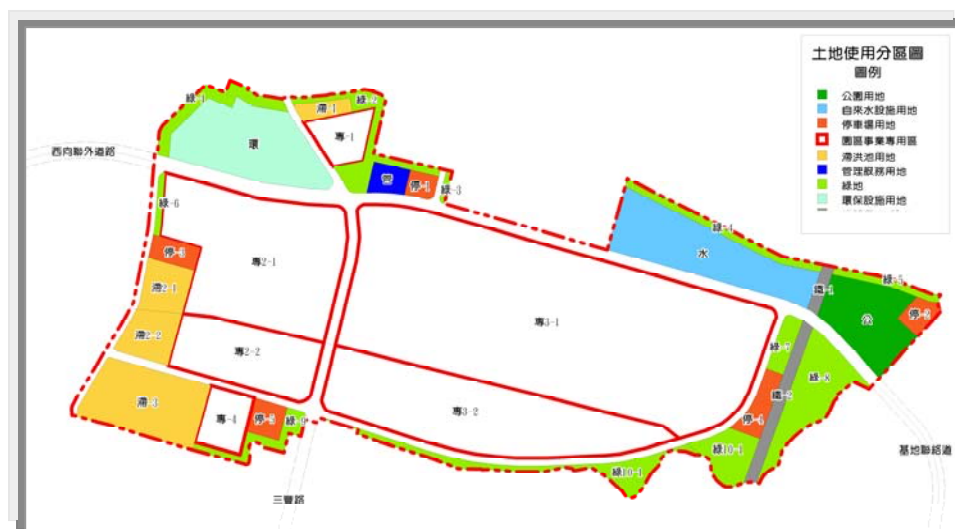 土地使用分區圖
圖例
公園用地
自來水設施用地
停車場用地
園區事業專用區
滯洪池用地
管理服務用地
綠地
環保設施用地
綠-1
滯-1
綠-2
專-1
環
西向聯外道路
管
停-1
綠-3
綠-6
綠-4
水
停-3
專2-1
滯2-1
鐵-1
綠-5
停-2
公
專3-1
滯2-2
專2-2
綠-7
綠-8
鐵-2
滯-3
專-4
停-5
綠-9
專3-2
停-4
綠10-1
綠10-1
基地聯絡道
三豐路